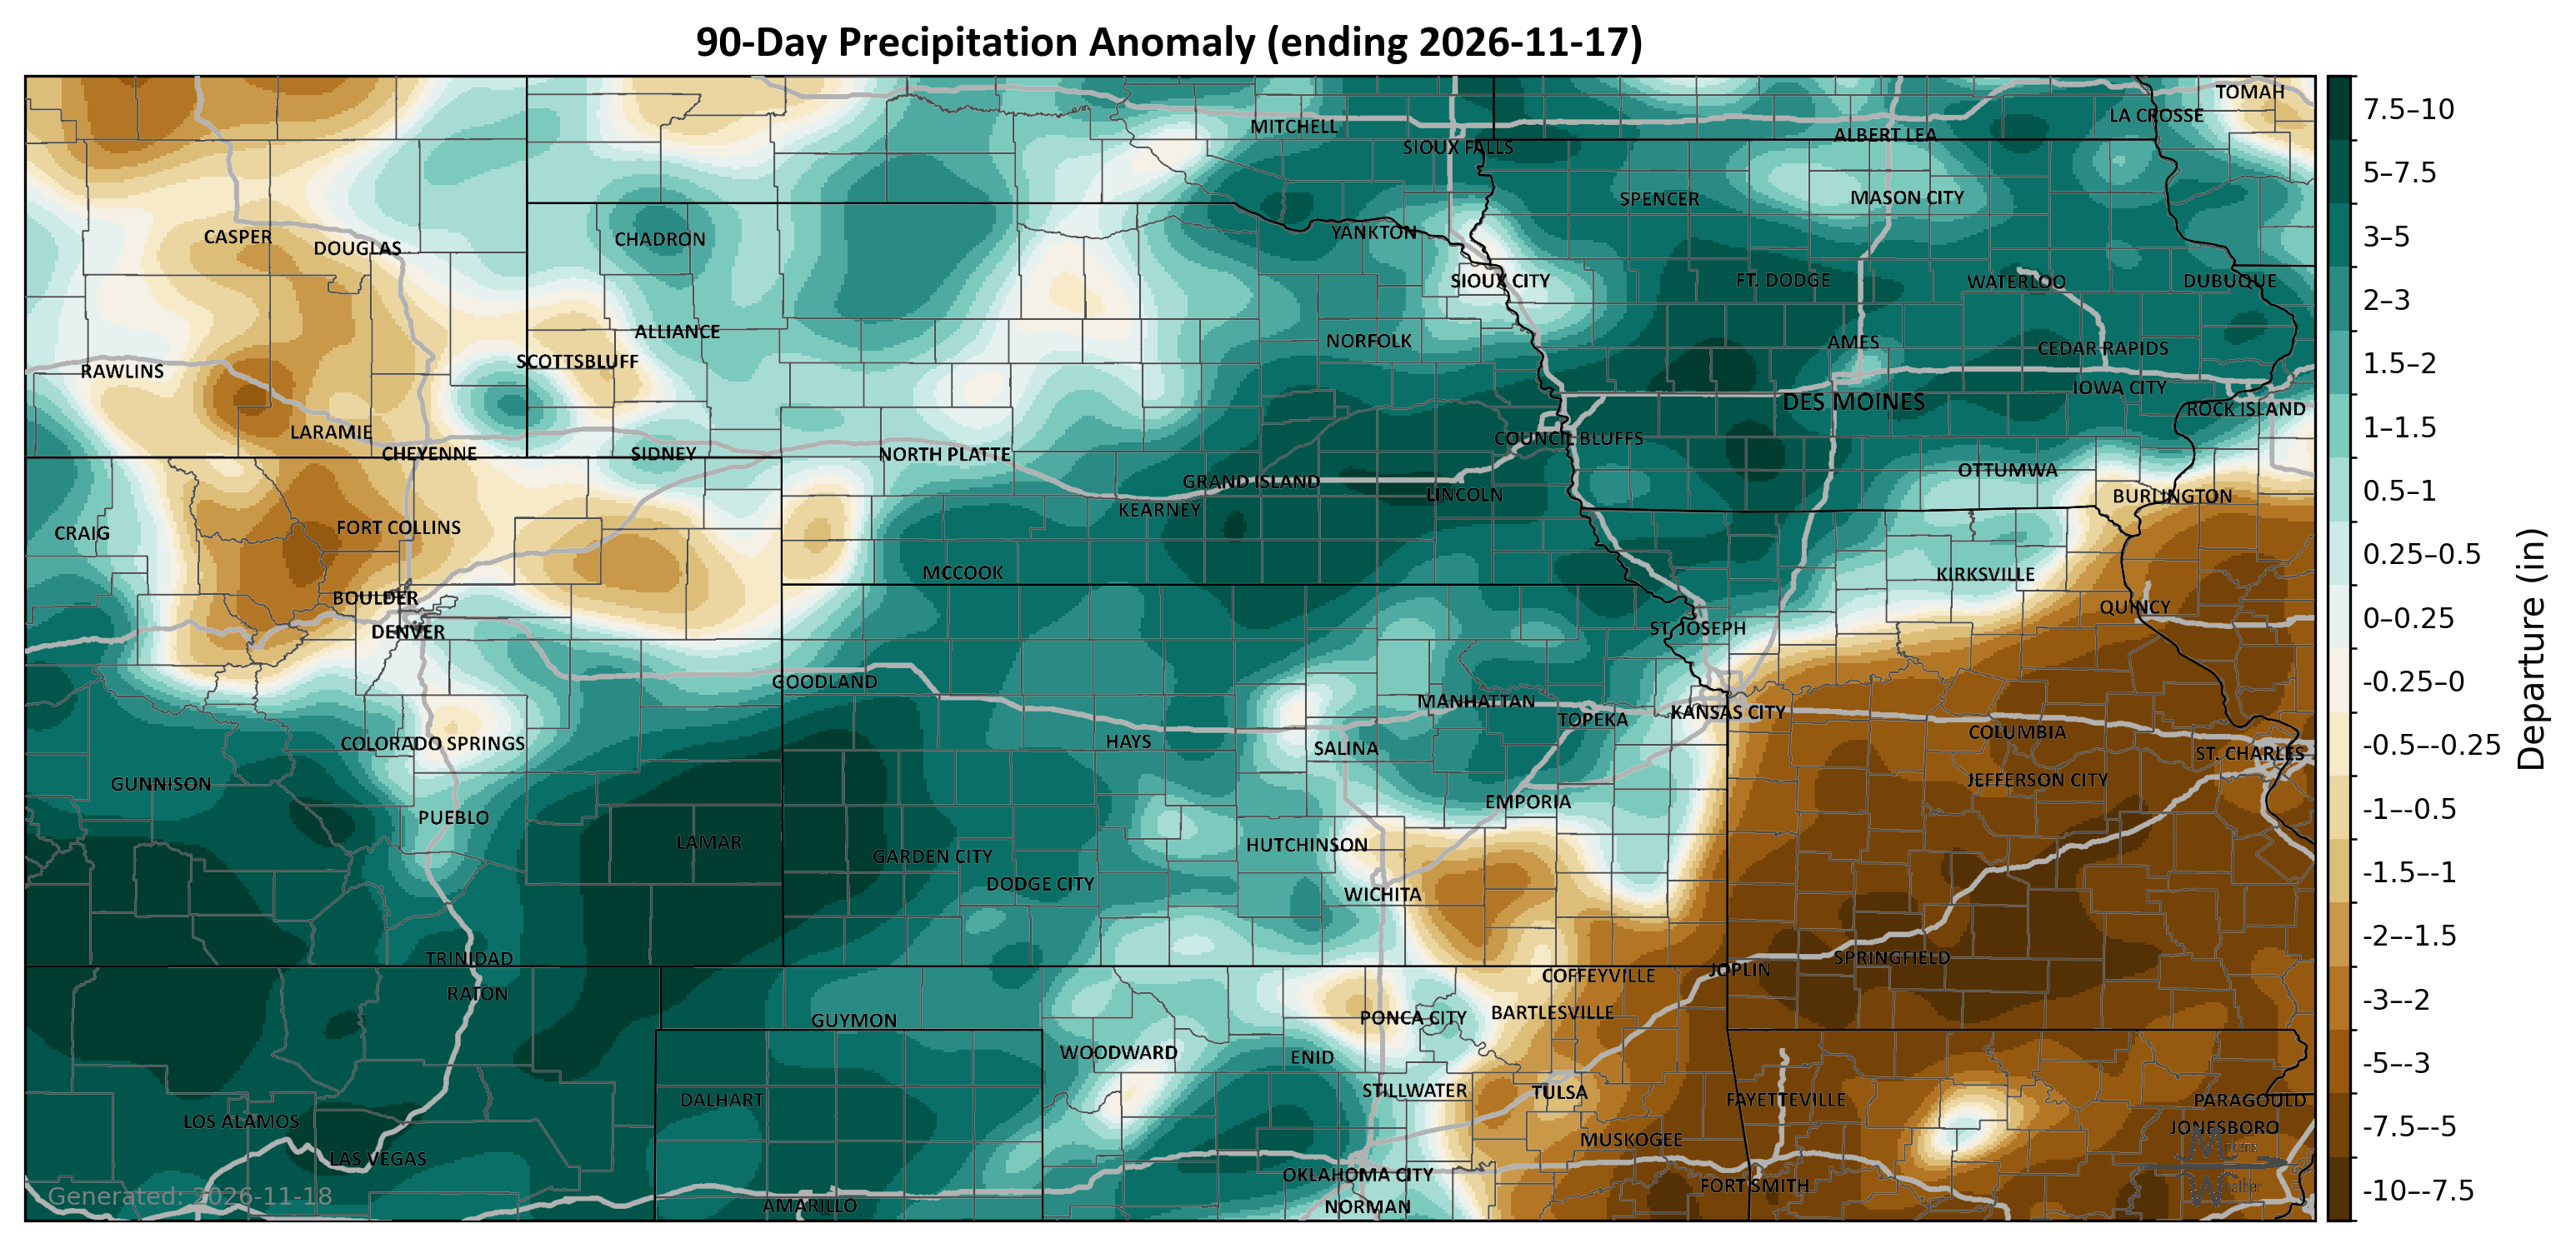 90-Day Precipitation Anomaly (ending 2026-11-17)
TOMAH
LA CROSSE
MITCHELL
ALBERT LEA
SIOUX FALLS
SPENCER
MASON CITY
CASPER
DOUGLAS
CHADRON
YANKTON
SIOUX CITY
FT. DODGE
WATERLOO
DUBUQUE
ALLIANCE
NORFOLK
AMES
CEDAR RAPIDS
SCOTTSBLUFF
RAWLINS
IOWA CITY
DES MOINES
ROCK ISLAND
LARAMIE
COUNCIL BLUFFS
CHEYENNE
SIDNEY
NORTH PLATTE
OTTUMWA
GRAND ISLAND
LINCOLN
BURLINGTON
KEARNEY
CRAIG
FORT COLLINS
MCCOOK
KIRKSVILLE
BOULDER
QUINCY
DENVER
ST. JOSEPH
GOODLAND
MANHATTAN
KANSAS CITY
TOPEKA
COLUMBIA
COLORADO SPRINGS
HAYS
SALINA
ST. CHARLES
GUNNISON
JEFFERSON CITY
EMPORIA
PUEBLO
LAMAR
HUTCHINSON
GARDEN CITY
DODGE CITY
WICHITA
TRINIDAD
SPRINGFIELD
JOPLIN
COFFEYVILLE
RATON
BARTLESVILLE
GUYMON
PONCA CITY
WOODWARD
ENID
STILLWATER
TULSA
DALHART
FAYETTEVILLE
PARAGOULD
LOS ALAMOS
JONESBORO
MUSKOGEE
LAS VEGAS
OKLAHOMA CITY
FORT SMITH
AMARILLO
NORMAN
Generated: 2026-11-18
7.5–10
5–7.5
3–5
2–3
1.5–2
1–1.5
0.5–1
0.25–0.5
0–0.25
-0.25–0
-0.5–-0.25
-1–-0.5
-1.5–-1
-2–-1.5
-3–-2
-5–-3
-7.5–-5
-10–-7.5
Departure (in)